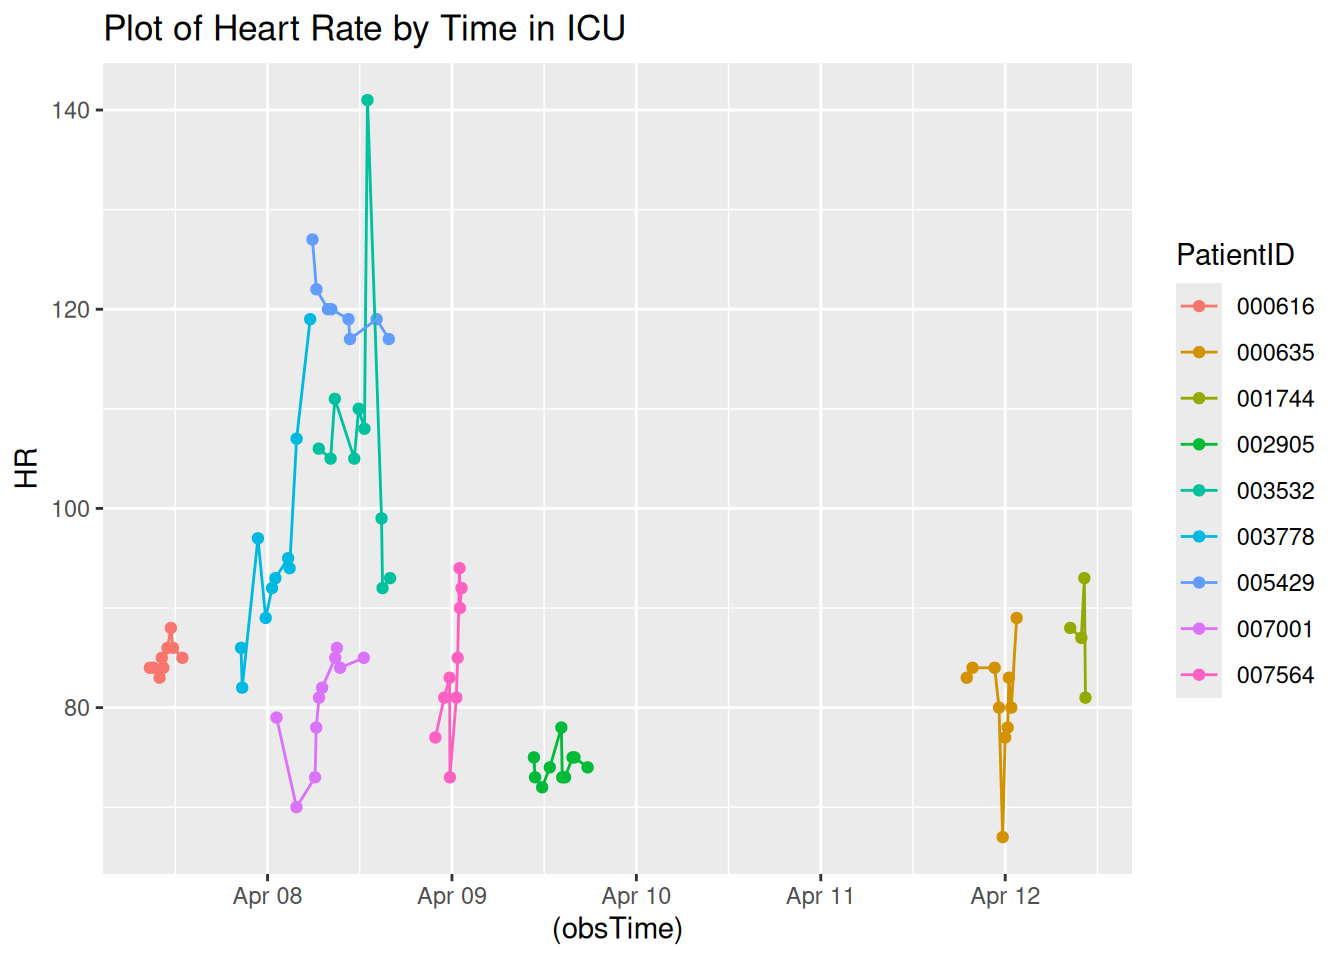 Plot of Heart Rate by Time in ICU
140
120
100
80
HR
Apr 08
Apr 09
Apr 10
Apr 11
Apr 12
(obsTime)
PatientID
000616
000635
001744
002905
003532
003778
005429
007001
007564